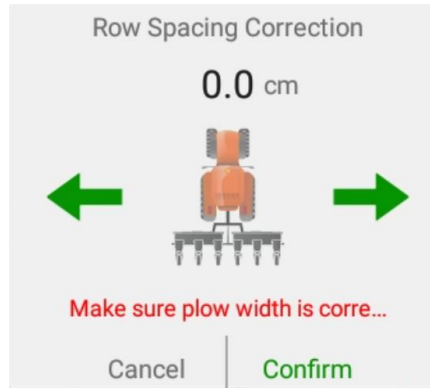 Row Spacing Correction
0.0 cm
Make sure plow width is corre...
Cancel
Confirm